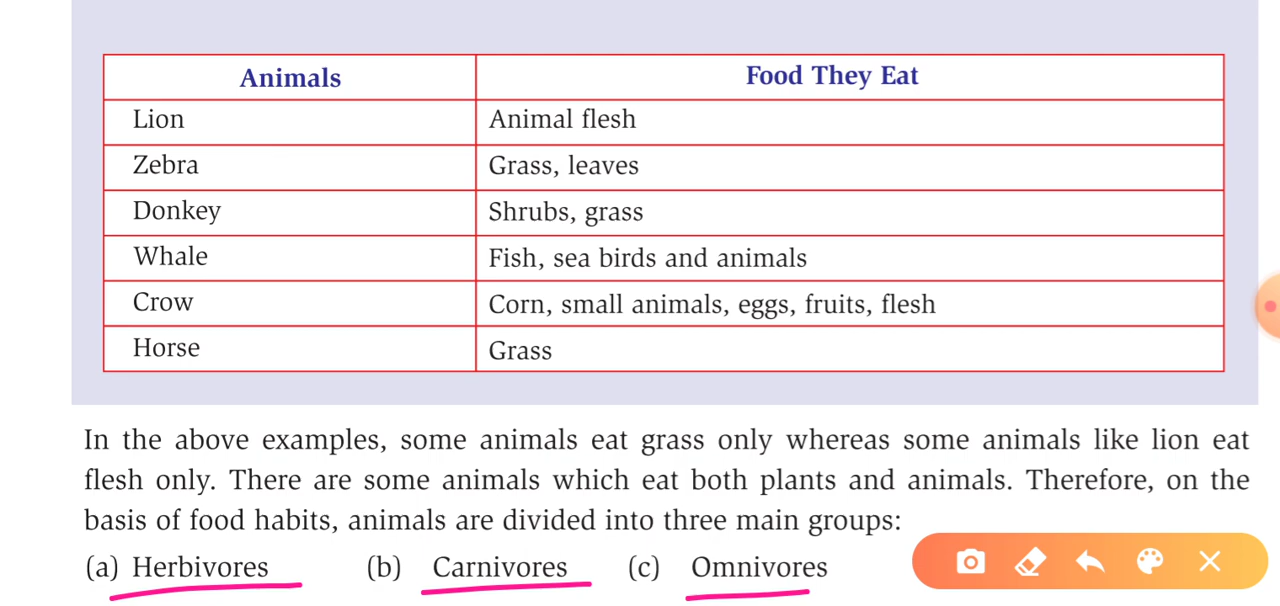 Animals Food They Eat
Lion Animal flesh
Zebra Grass, leaves
Donkey Shrubs, grass
Whale Fish, sea birds and animals
Crow Corn, small animals, eggs, fruits, flesh
Horse Grass
In the above examples, some animals eat grass only whereas some animals like lion eat
flesh only. There are some animals which eat both plants and animals. Therefore, on the
basis of food habits, animals are divided into three main groups:
(a) Herbivores (b) Carnivores (c) Omnivores